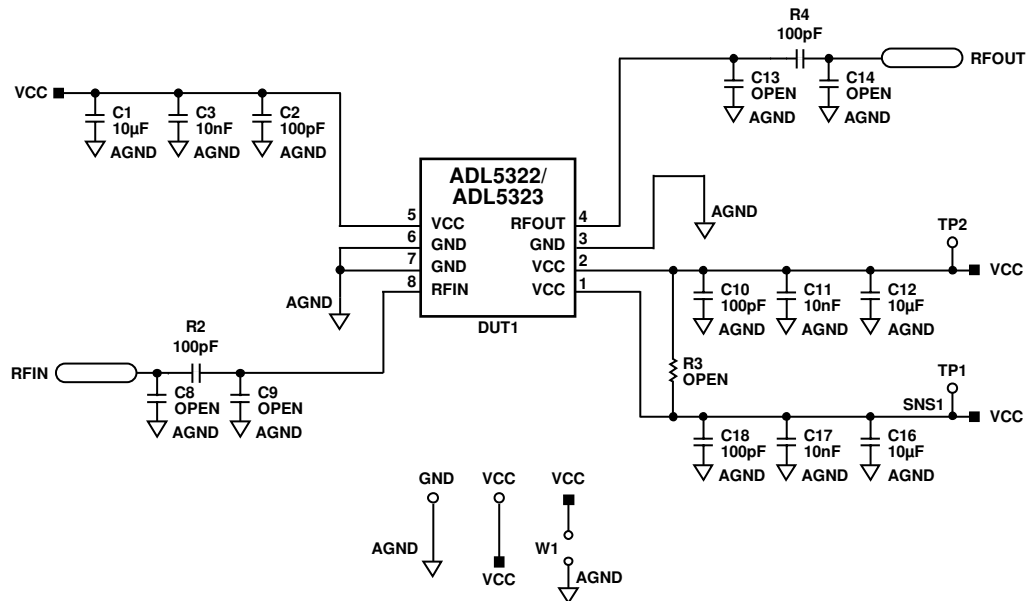 R4
100pF
RFOUT
C13
OPEN
AGND
C14
OPEN
AGND
VCC
C1
10µF
AGND
C3
10nF
AGND
C2
100pF
AGND
ADL5322/
ADL5323
5 VCC RFOUT 4
6 GND GND 3
7 GND VCC 2
8 RFIN VCC 1
DUT1
AGND
AGND
TP2
VCC
C10
100pF
AGND
C11
10nF
AGND
C12
10µF
AGND
R2
100pF
RFIN
C8
OPEN
AGND
C9
OPEN
AGND
R3
OPEN
TP1
SNS1
VCC
C18
100pF
AGND
C17
10nF
AGND
C16
10µF
AGND
GND
AGND
VCC
VCC
VCC
W1
AGND